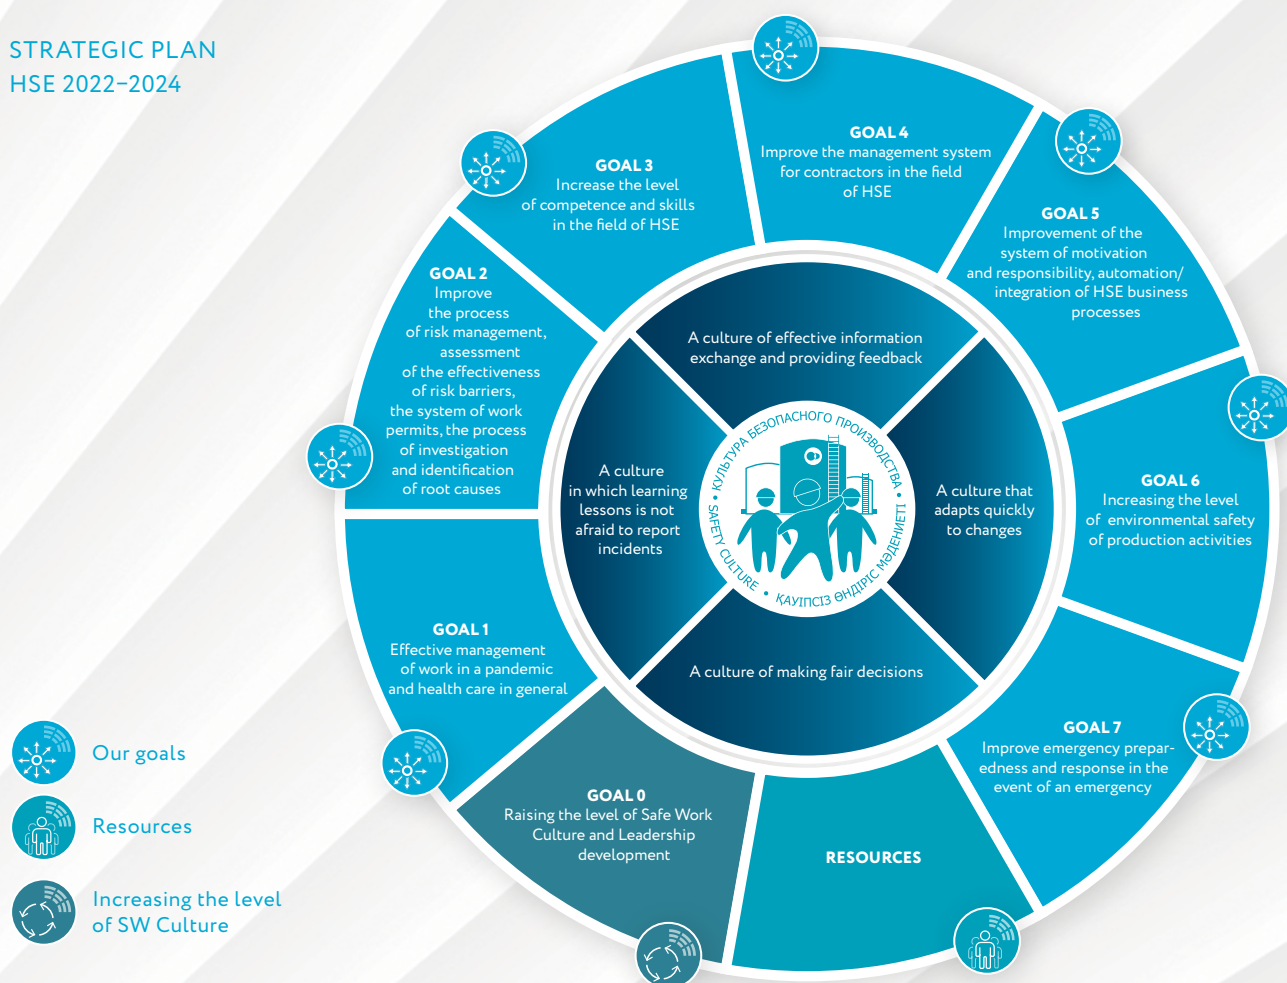 STRATEGIC PLAN
HSE 2022–2024
GOAL 4
Improve the management system
for contractors in the field
of HSE
GOAL 3
Increase the level
of competence and skills
in the field of HSE
GOAL 5
Improvement of the
system of motivation
and responsibility, automation/
integration of HSE business
processes
GOAL 2
Improve
the process
of risk management,
assessment
of the effectiveness
of risk barriers,
the system of work
permits, the process
of investigation
and identification
of root causes
A culture of effective information
exchange and providing feedback
A culture
in which learning
lessons is not
afraid to report
incidents
• КУЛЬТУРА БЕЗОПАСНОГО ПРОИЗВОДСТВА •
SAFETY CULTURE •
ҚАУІПСІЗ ӨНДІРІС МӘДЕНИЕТІ
A culture that
adapts quickly
to changes
GOAL 6
Increasing the level
of environmental safety
of production activities
GOAL 1
Effective management
of work in a pandemic
and health care in general
A culture of making fair decisions
GOAL 7
Improve emergency prepar-
edness and response in the
event of an emergency
GOAL 0
Raising the level of Safe Work
Culture and Leadership
development
RESOURCES
Our goals
Resources
Increasing the level
of SW Culture